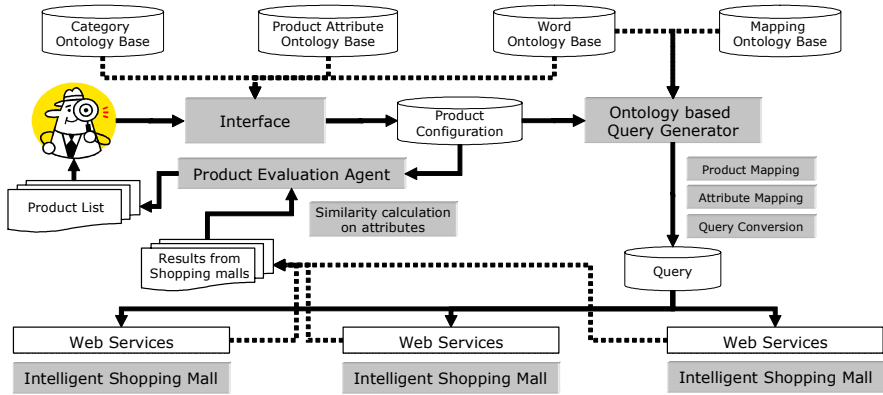 Category
Ontology Base
Product Attribute
Ontology Base
Word
Ontology Base
Mapping
Ontology Base
Interface
Product
Configuration
Ontology based
Query Generator
Product Evaluation Agent
Product Mapping
Attribute Mapping
Query Conversion
Product List
Similarity calculation
on attributes
Results from
Shopping malls
Query
Web Services
Web Services
Web Services
Intelligent Shopping Mall
Intelligent Shopping Mall
Intelligent Shopping Mall